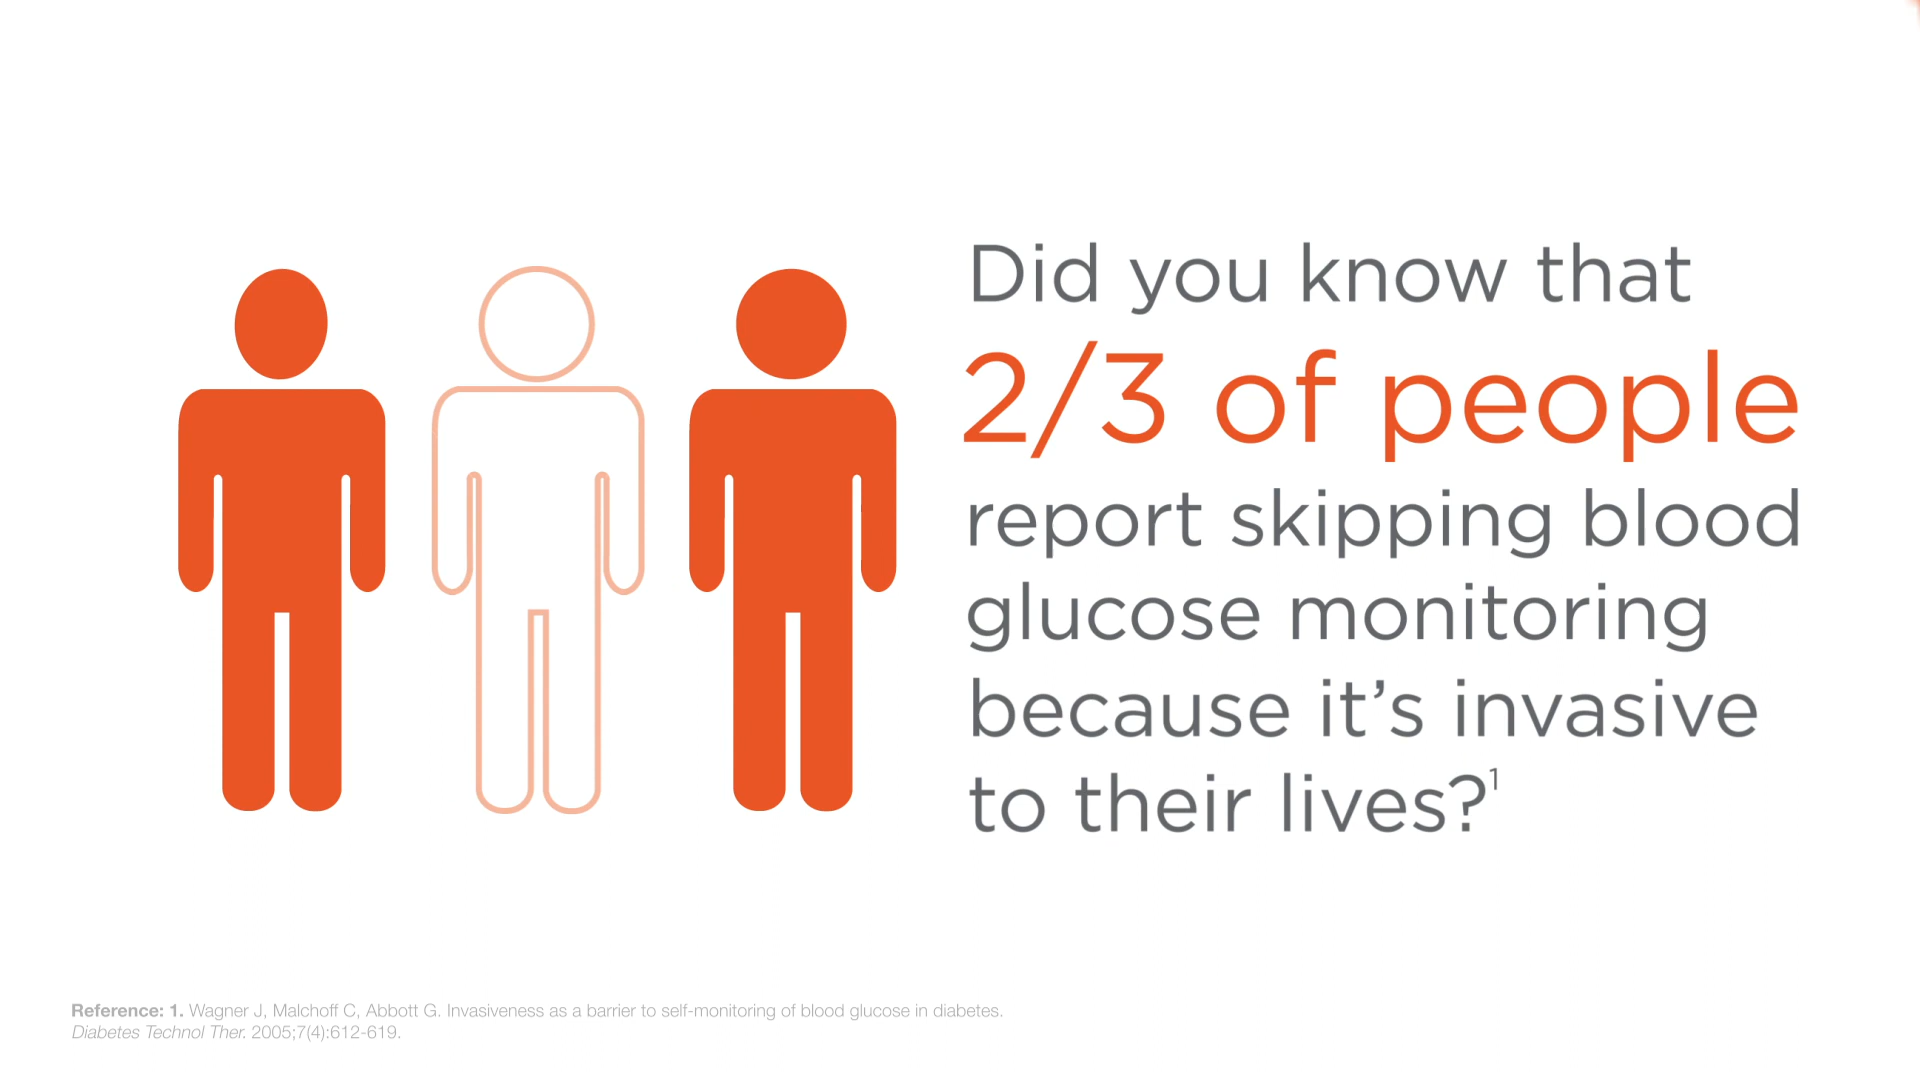 Did you know that
2/3 of people
report skipping blood
glucose monitoring
because it’s invasive
to their lives?¹
Reference: 1. Wagner J, Malchoff C, Abbott G. Invasiveness as a barrier to self-monitoring of blood glucose in diabetes.
Diabetes Technol Ther. 2005;7(4):612-619.